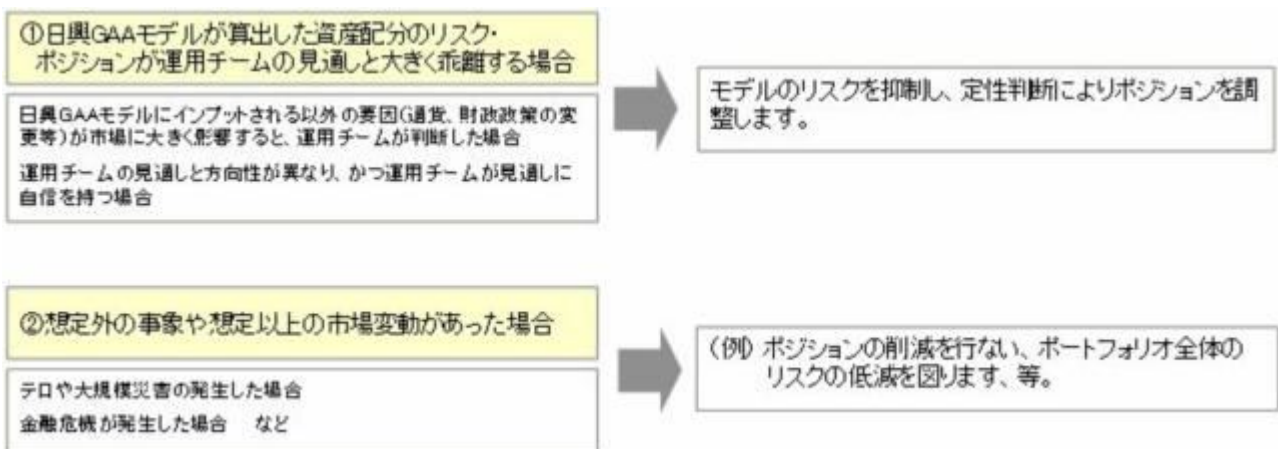 ①日興GAAモデルが算出した資産配分のリスク・
ポジションが運用チームの見通しと大きく乖離する場合
日興GAAモデルにインプットされる以外の要因(通貨、財政政策の変
更等)が市場に大きく影響すると、運用チームが判断した場合
運用チームの見通しと方向性が異なり、かつ運用チームが見通しに
自信を持つ場合
モデルのリスクを抑制し、定性判断によりポジションを調
整します。
②想定外の事象や想定以上の市場変動があった場合
テロや大規模災害の発生した場合
金融危機が発生した場合 など
(例) ポジションの削減を行ない、ポートフォリオ全体の
リスクの低減を図ります、等。